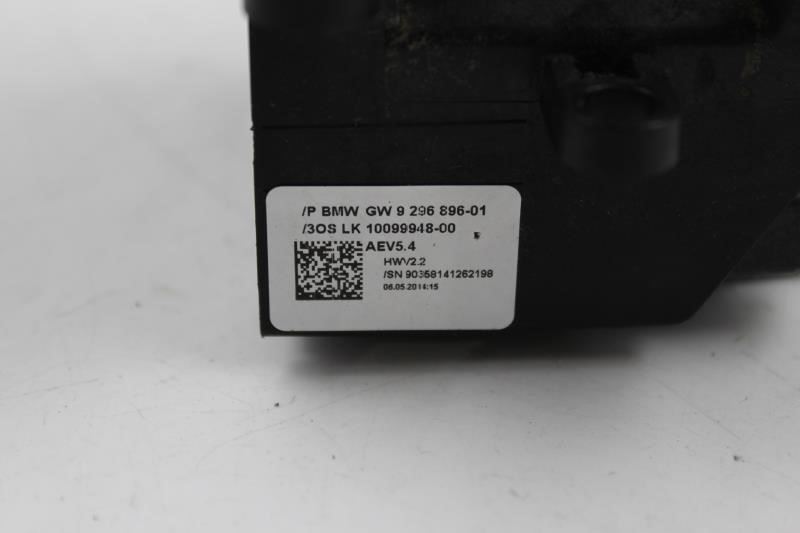 /P BMW GW 9 296 896-01
/3OS LK 10099948-00
AEV5.4
HWV2.2
/SN 90358141262198
06.05.2014:15